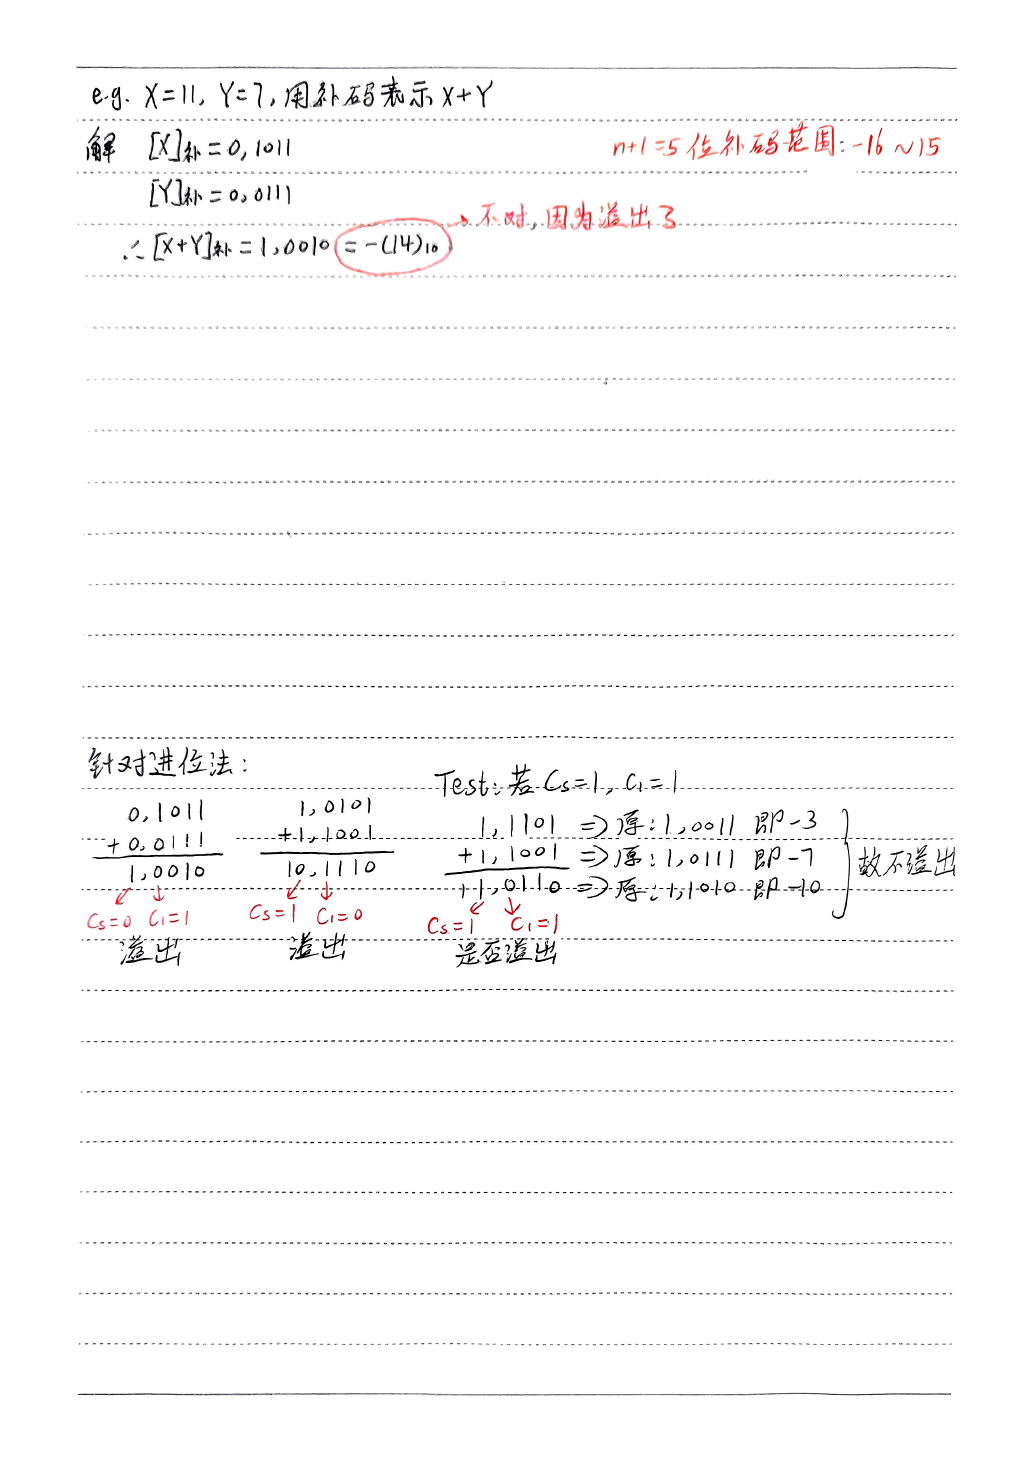 e.g. X=11, Y=7, 用补码表示 X+Y
解 [X]补=0,1011
n+1=5位补码范围:-16~15
[Y]补=0,0111
不对,因为溢出了
∴[X+Y]补=1,0010=-(14)₁₀
针对进位法:
Test: 若 Cs=1, C₁=1
0,1011
+0,0111
1,0010
Cs=0 C₁=1
溢出
1,0101
+1,1001
10,1110
Cs=1 C₁=0
溢出
1,1101 => 原:1,0011 即-3
+1,1001 => 原:1,0111 即-7
11,0110 => 原:1,1010 即-10
故不溢出
Cs=1 C₁=1
是否溢出